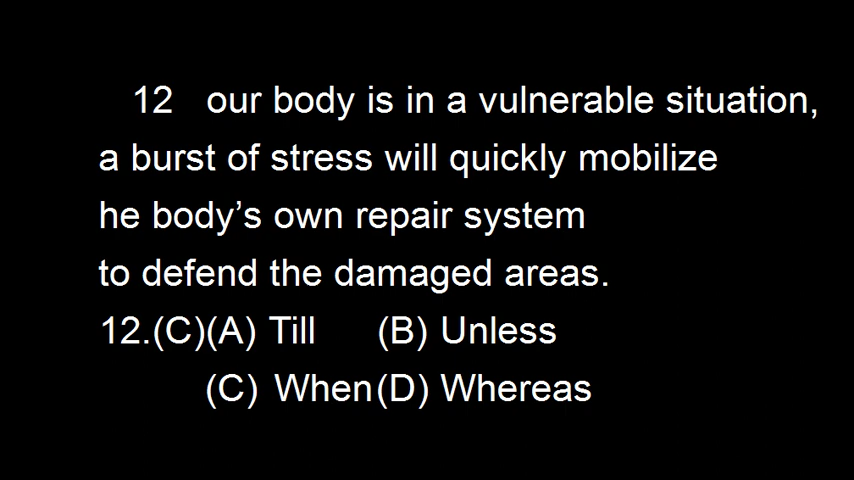 12 our body is in a vulnerable situation,
a burst of stress will quickly mobilize
he body’s own repair system
to defend the damaged areas.
12.(C)(A) Till (B) Unless
(C) When(D) Whereas